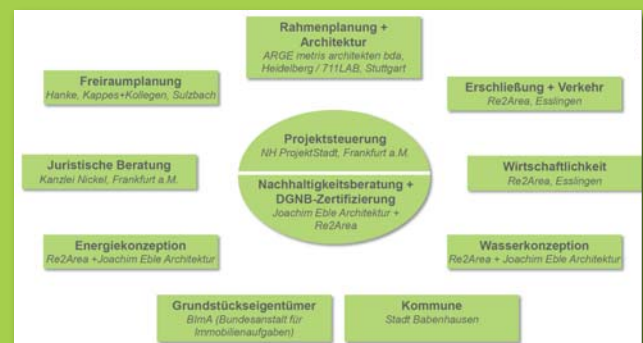 Rahmenplanung +
Architektur
ARGE metris architekten bda,
Heidelberg / 711LAB, Stuttgart
Freiraumplanung
Hanke, Kappes+Kollegen, Sulzbach
Erschließung + Verkehr
Re2Area, Esslingen
Projektsteuerung
NH ProjektStadt, Frankfurt a.M.
Juristische Beratung
Kanzlei Nickel, Frankfurt a.M.
Wirtschaftlichkeit
Re2Area, Esslingen
Nachhaltigkeitsberatung +
DGNB-Zertifizierung
Joachim Eble Architektur +
Re2Area
Energiekonzeption
Re2Area +Joachim Eble Architektur
Wasserkonzeption
Re2Area + Joachim Eble Architektur
Grundstückseigentümer
BImA (Bundesanstalt für
Immobilienaufgaben)
Kommune
Stadt Babenhausen